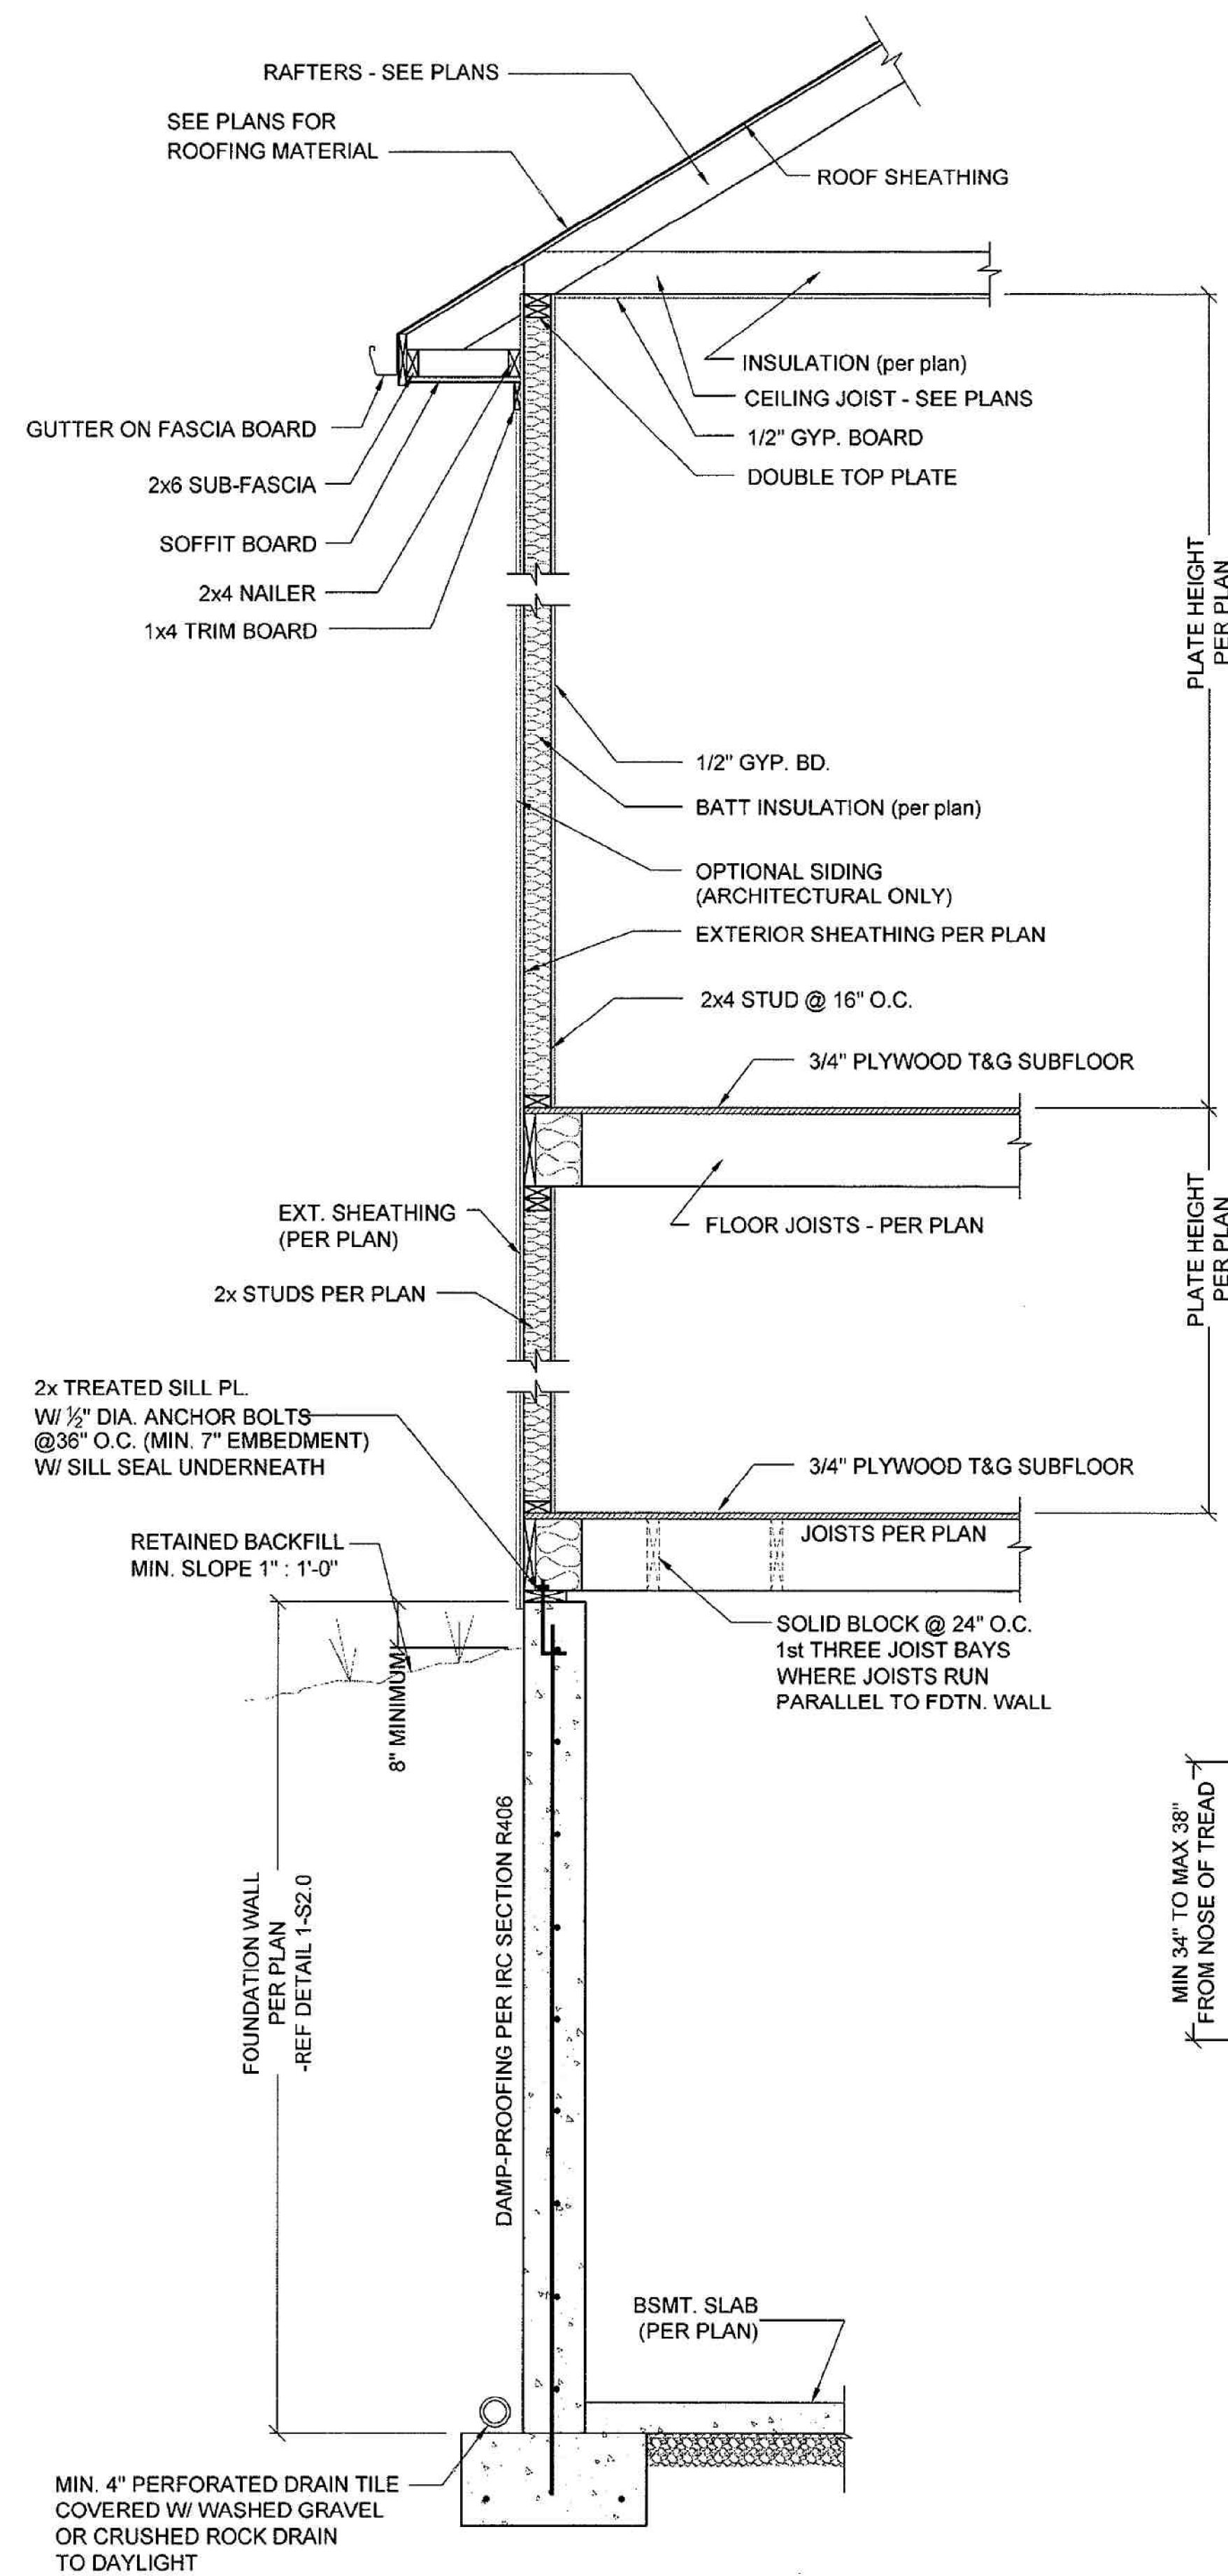 RAFTERS - SEE PLANS
SEE PLANS FOR
ROOFING MATERIAL
ROOF SHEATHING
INSULATION (per plan)
CEILING JOIST - SEE PLANS
1/2" GYP. BOARD
DOUBLE TOP PLATE
GUTTER ON FASCIA BOARD
2x6 SUB-FASCIA
SOFFIT BOARD
2x4 NAILER
1x4 TRIM BOARD
PLATE HEIGHT
PER PLAN
1/2" GYP. BD.
BATT INSULATION (per plan)
OPTIONAL SIDING
(ARCHITECTURAL ONLY)
EXTERIOR SHEATHING PER PLAN
2x4 STUD @ 16" O.C.
3/4" PLYWOOD T&G SUBFLOOR
FLOOR JOISTS - PER PLAN
EXT. SHEATHING
(PER PLAN)
2x STUDS PER PLAN
PLATE HEIGHT
PER PLAN
2x TREATED SILL PL.
W/ ½" DIA. ANCHOR BOLTS
@36" O.C. (MIN. 7" EMBEDMENT)
W/ SILL SEAL UNDERNEATH
3/4" PLYWOOD T&G SUBFLOOR
JOISTS PER PLAN
RETAINED BACKFILL
MIN. SLOPE 1" : 1'-0"
SOLID BLOCK @ 24" O.C.
1st THREE JOIST BAYS
WHERE JOISTS RUN
PARALLEL TO FDTN. WALL
8" MINIMUM
FOUNDATION WALL
PER PLAN
-REF DETAIL 1-S2.0
DAMP-PROOFING PER IRC SECTION R406
MIN 34" TO MAX 38"
FROM NOSE OF TREAD
BSMT. SLAB
(PER PLAN)
MIN. 4" PERFORATED DRAIN TILE
COVERED W/ WASHED GRAVEL
OR CRUSHED ROCK DRAIN
TO DAYLIGHT